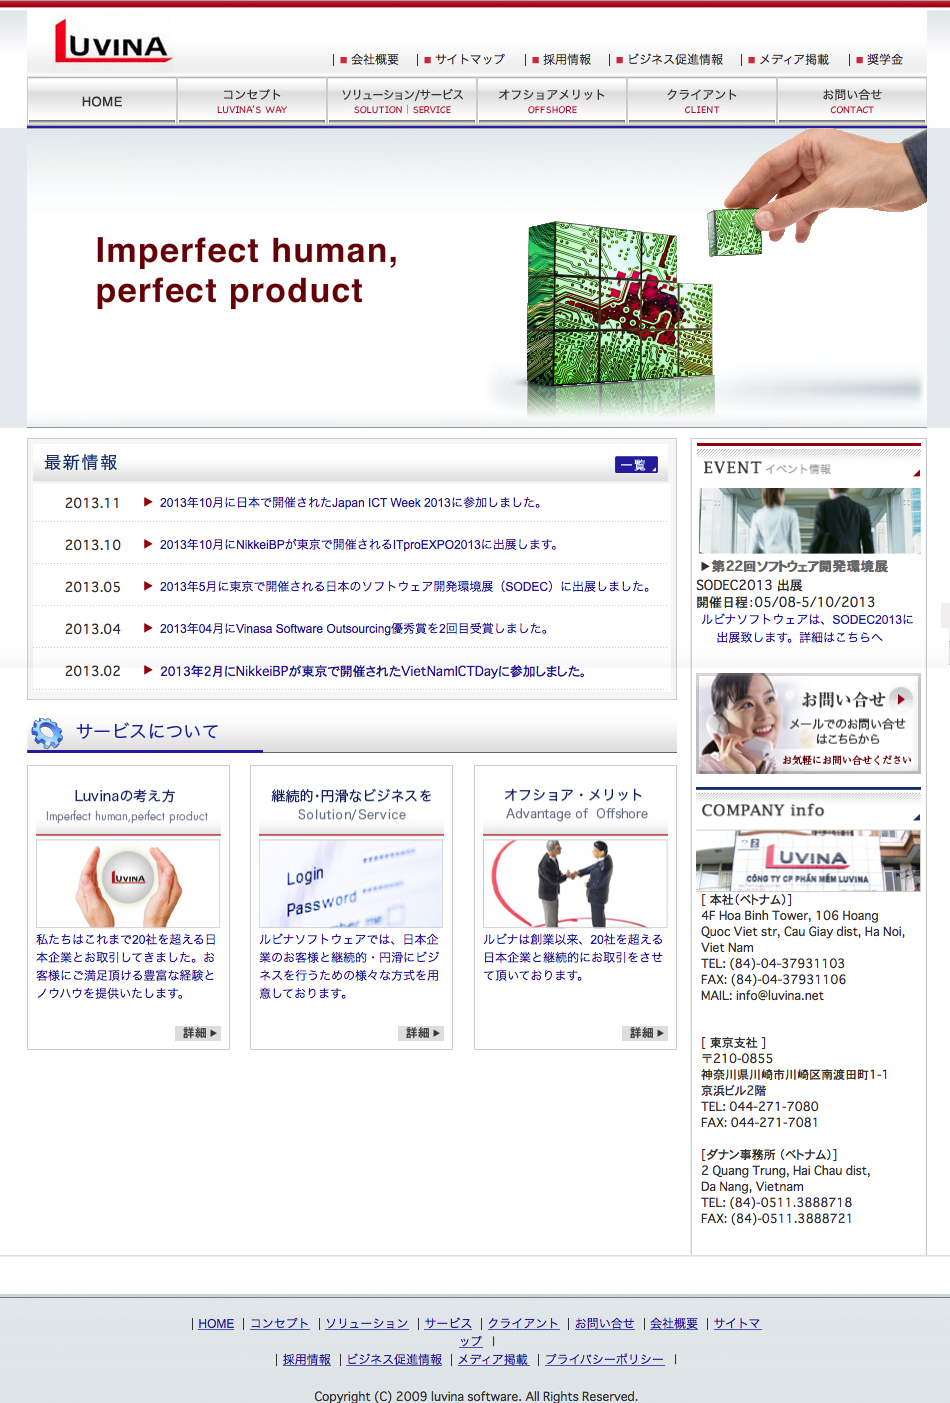 LUVINA
| ■ 会社概要 | ■ サイトマップ | ■ 採用情報 | ■ ビジネス促進情報 | ■ メディア掲載 | ■ 奨学金
HOME
コンセプト
LUVINA'S WAY
ソリューション/サービス
SOLUTION | SERVICE
オフショアメリット
OFFSHORE
クライアント
CLIENT
お問い合せ
CONTACT
Imperfect human,
perfect product
最新情報
一覧
2013.11 ▶ 2013年10月に日本で開催されたJapan ICT Week 2013に参加しました。
2013.10 ▶ 2013年10月にNikkeiBPが東京で開催されるITproEXPO2013に出展します。
2013.05 ▶ 2013年5月に東京で開催される日本のソフトウェア開発環境展（SODEC）に出展しました。
2013.04 ▶ 2013年04月にVinasa Software Outsourcing優秀賞を2回目受賞しました。
2013.02 ▶ 2013年2月にNikkeiBPが東京で開催されたVietNamICTDayに参加しました。
サービスについて
Luvinaの考え方
Imperfect human,perfect product
LUVINA
私たちはこれまで20社を超える日
本企業とお取引してきました。お
客様にご満足頂ける豊富な経験と
ノウハウを提供いたします。
詳細 ▶
継続的・円滑なビジネスを
Solution/Service
Login
Password
ルビナソフトウェアでは、日本企
業のお客様と継続的・円滑にビジ
ネスを行うための様々な方式を用
意しております。
詳細 ▶
オフショア・メリット
Advantage of Offshore
ルビナは創業以来、20社を超える
日本企業と継続的にお取引をさせ
て頂いております。
詳細 ▶
EVENT イベント情報
▶第22回ソフトウェア開発環境展
SODEC2013 出展
開催日程：05/08-5/10/2013
ルビナソフトウェアは、SODEC2013に
出展致します。詳細はこちらへ
お問い合せ ▶
メールでのお問い合せ
はこちらから
お気軽にお問い合せください
COMPANY info
LUVINA
CÔNG TY CP PHẦN MỀM LUVINA
[ 本社（ベトナム）]
4F Hoa Binh Tower, 106 Hoang
Quoc Viet str, Cau Giay dist, Ha Noi,
Viet Nam
TEL: (84)-04-37931103
FAX: (84)-04-37931106
MAIL: info@luvina.net
[ 東京支社 ]
〒210-0855
神奈川県川崎市川崎区南渡田町1-1
京浜ビル2階
TEL: 044-271-7080
FAX: 044-271-7081
[ダナン事務所 （ベトナム）]
2 Quang Trung, Hai Chau dist,
Da Nang, Vietnam
TEL: (84)-0511.3888718
FAX: (84)-0511.3888721
| HOME | コンセプト | ソリューション | サービス | クライアント | お問い合せ | 会社概要 | サイトマ
ップ |
| 採用情報 | ビジネス促進情報 | メディア掲載 | プライバシーポリシー |
Copyright (C) 2009 luvina software. All Rights Reserved.